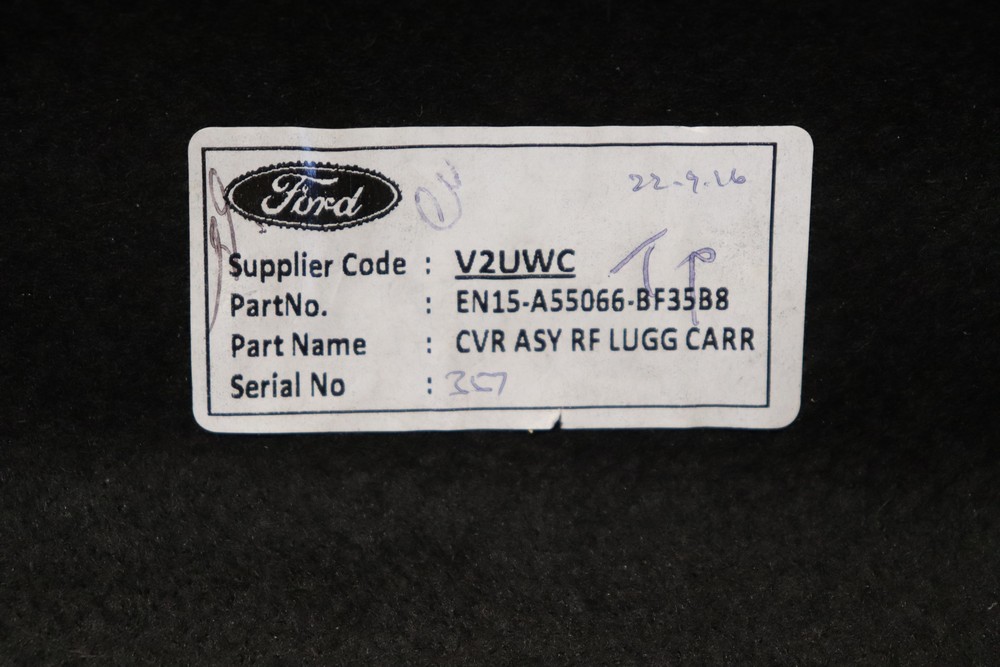 Ford
22.9.16
Supplier Code : V2UWC
TP
PartNo. : EN15-A55066-BF35B8
Part Name : CVR ASY RF LUGG CARR
Serial No : 357